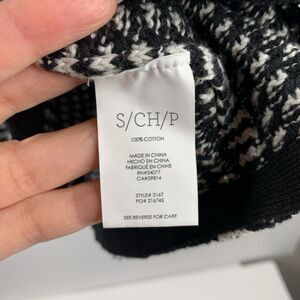 S/CH/P
100% COTTON
MADE IN CHINA
HECHO EN CHINA
FABRIQUÉ EN CHINE
RN#54077
CA#59814
STYLE# 3167
PO# 216745
SEE REVERSE FOR CARE